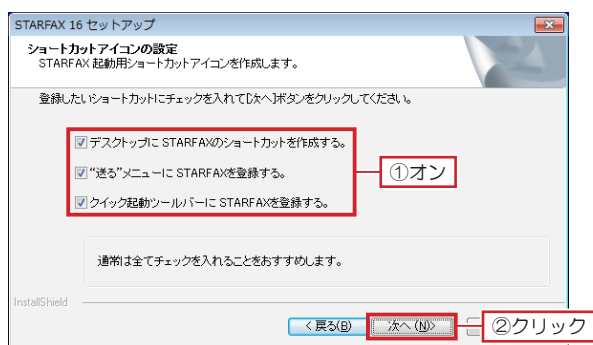 STARFAX 16 セットアップ
ショートカットアイコンの設定
STARFAX 起動用ショートカットアイコンを作成します。
登録したいショートカットにチェックを入れて[次へ]ボタンをクリックしてください。
デスクトップに STARFAXのショートカットを作成する。
“送る”メニューに STARFAXを登録する。
①オン
クイック起動ツールバーに STARFAXを登録する。
通常は全てチェックを入れることをおすすめします。
InstallShield
< 戻る(B)
次へ (N)>
②クリック